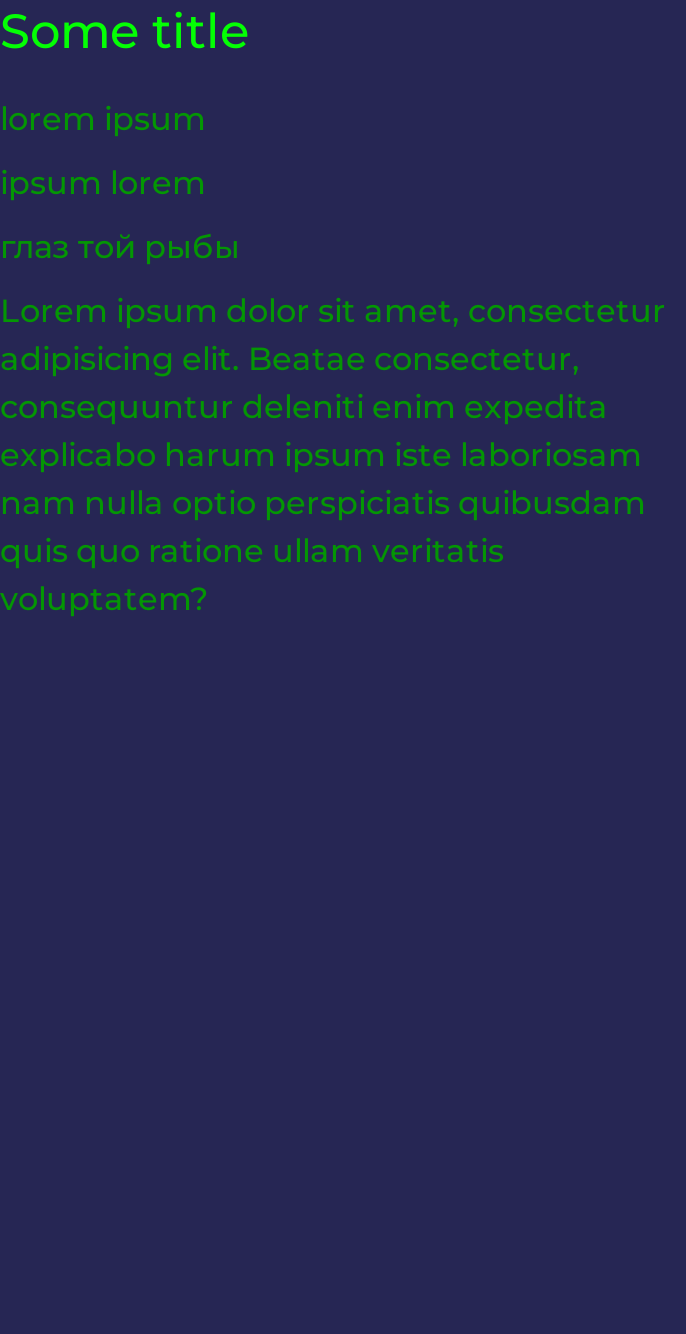 Some title
lorem ipsum
ipsum lorem
глаз той рыбы
Lorem ipsum dolor sit amet, consectetur
adipisicing elit. Beatae consectetur,
consequuntur deleniti enim expedita
explicabo harum ipsum iste laboriosam
nam nulla optio perspiciatis quibusdam
quis quo ratione ullam veritatis
voluptatem?